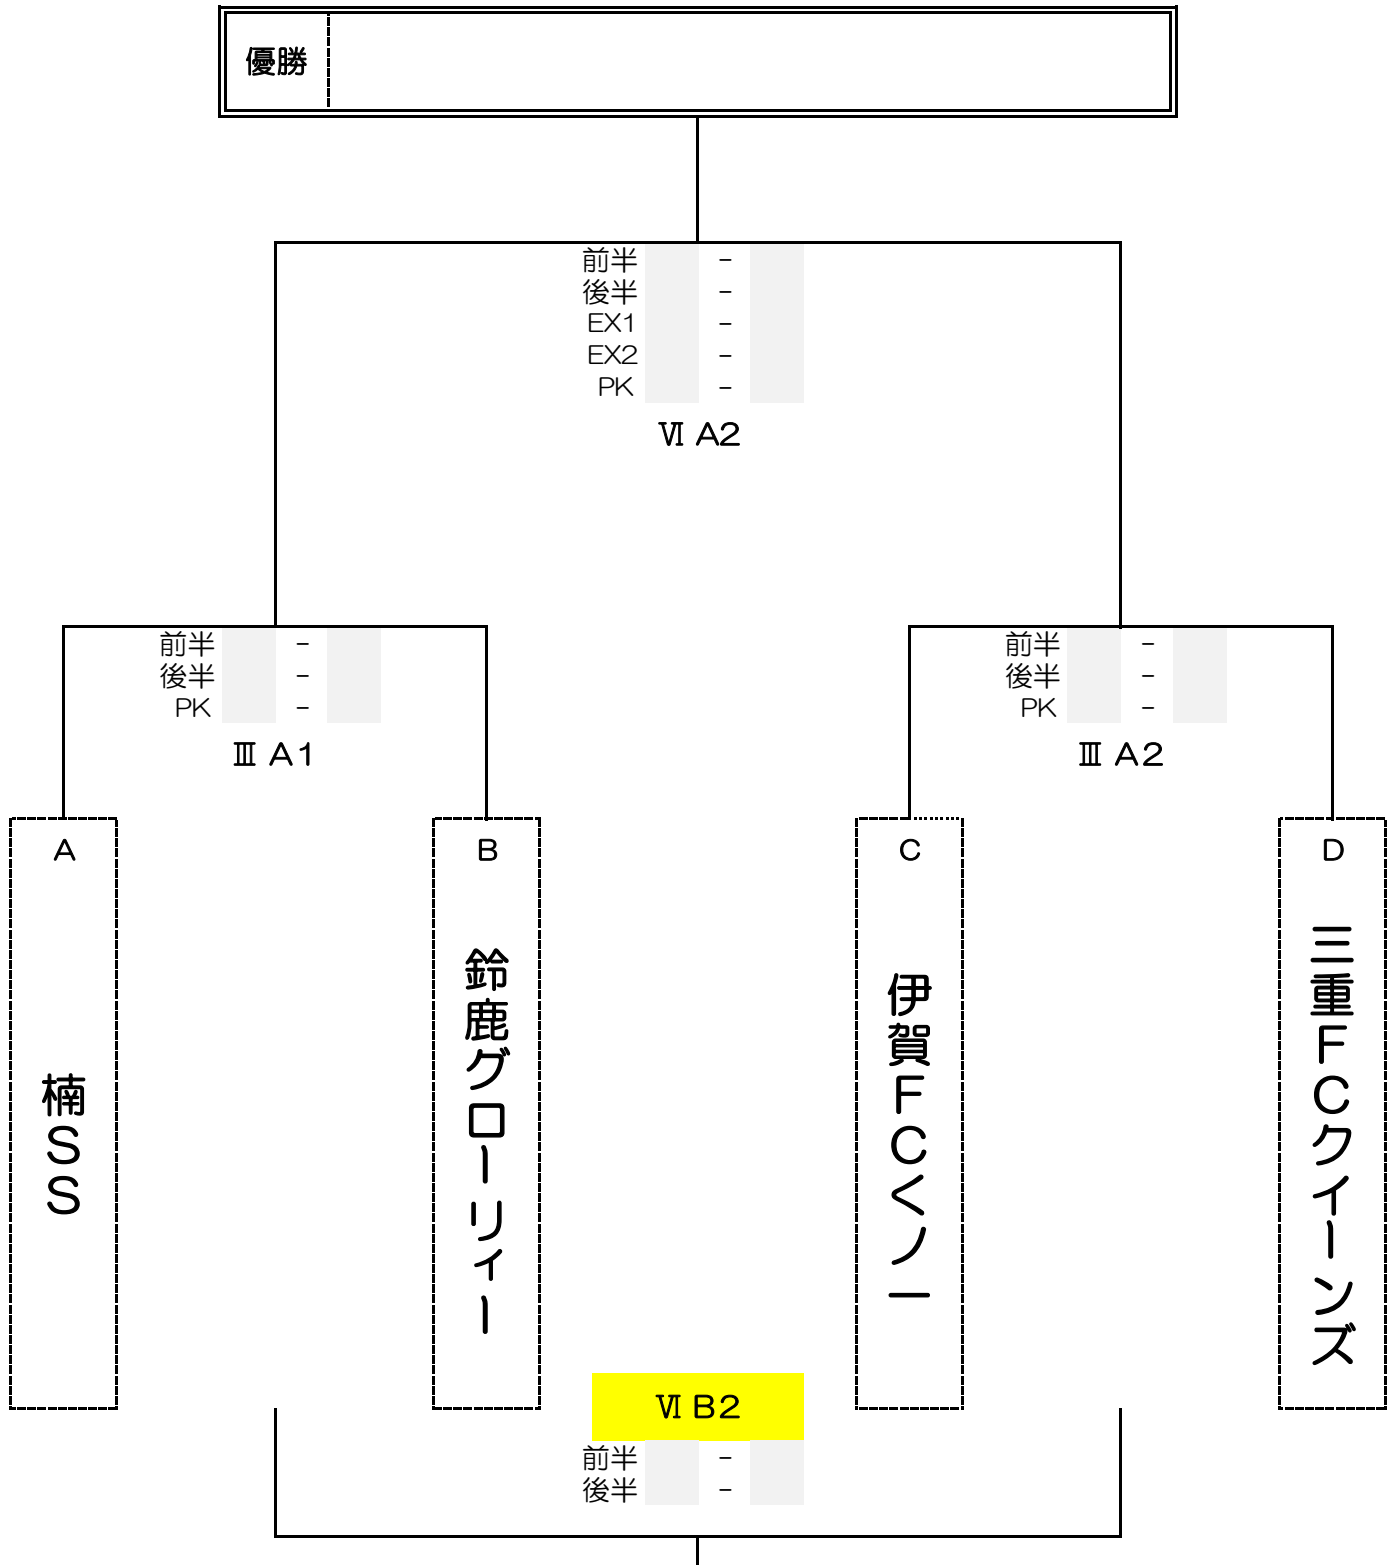 優勝
前半 -
後半 -
EX1 -
EX2 -
PK -
Ⅵ A2
前半 -
後半 -
PK -
Ⅲ A1
前半 -
後半 -
PK -
Ⅲ A2
A
楠SS
B
鈴鹿グローリィー
C
伊賀FCくノ一
D
三重FCクイーンズ
Ⅵ B2
前半 -
後半 -